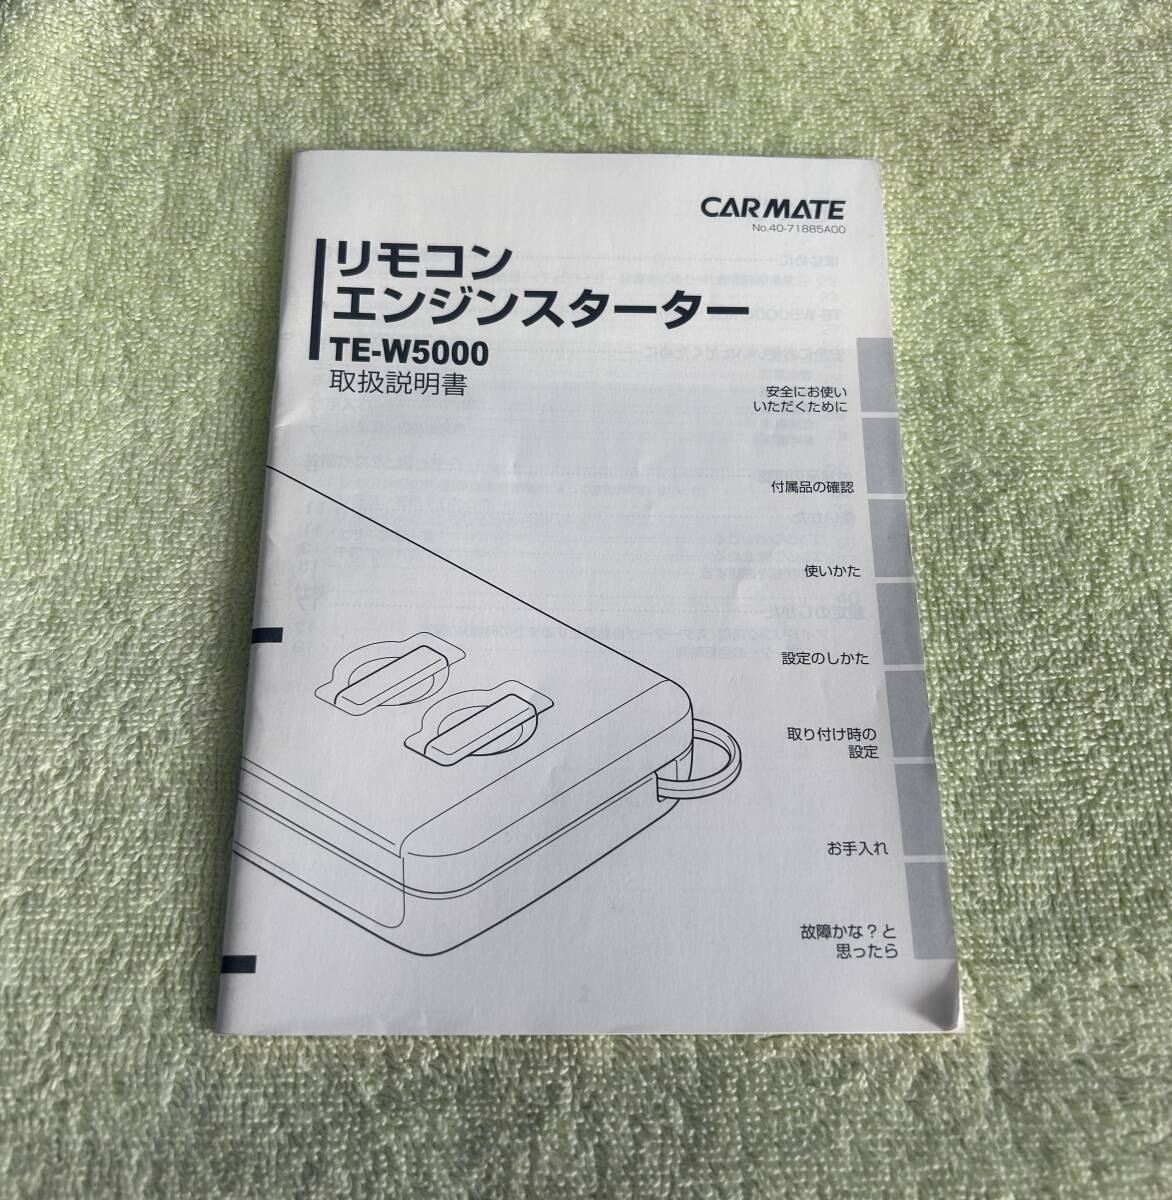 CARMATE
No.40-71885A00
リモコン
エンジンスターター
TE-W5000
取扱説明書
安全にお使い
いただくために
付属品の確認
使いかた
設定のしかた
取り付け時の
設定
お手入れ
故障かな？と
思ったら